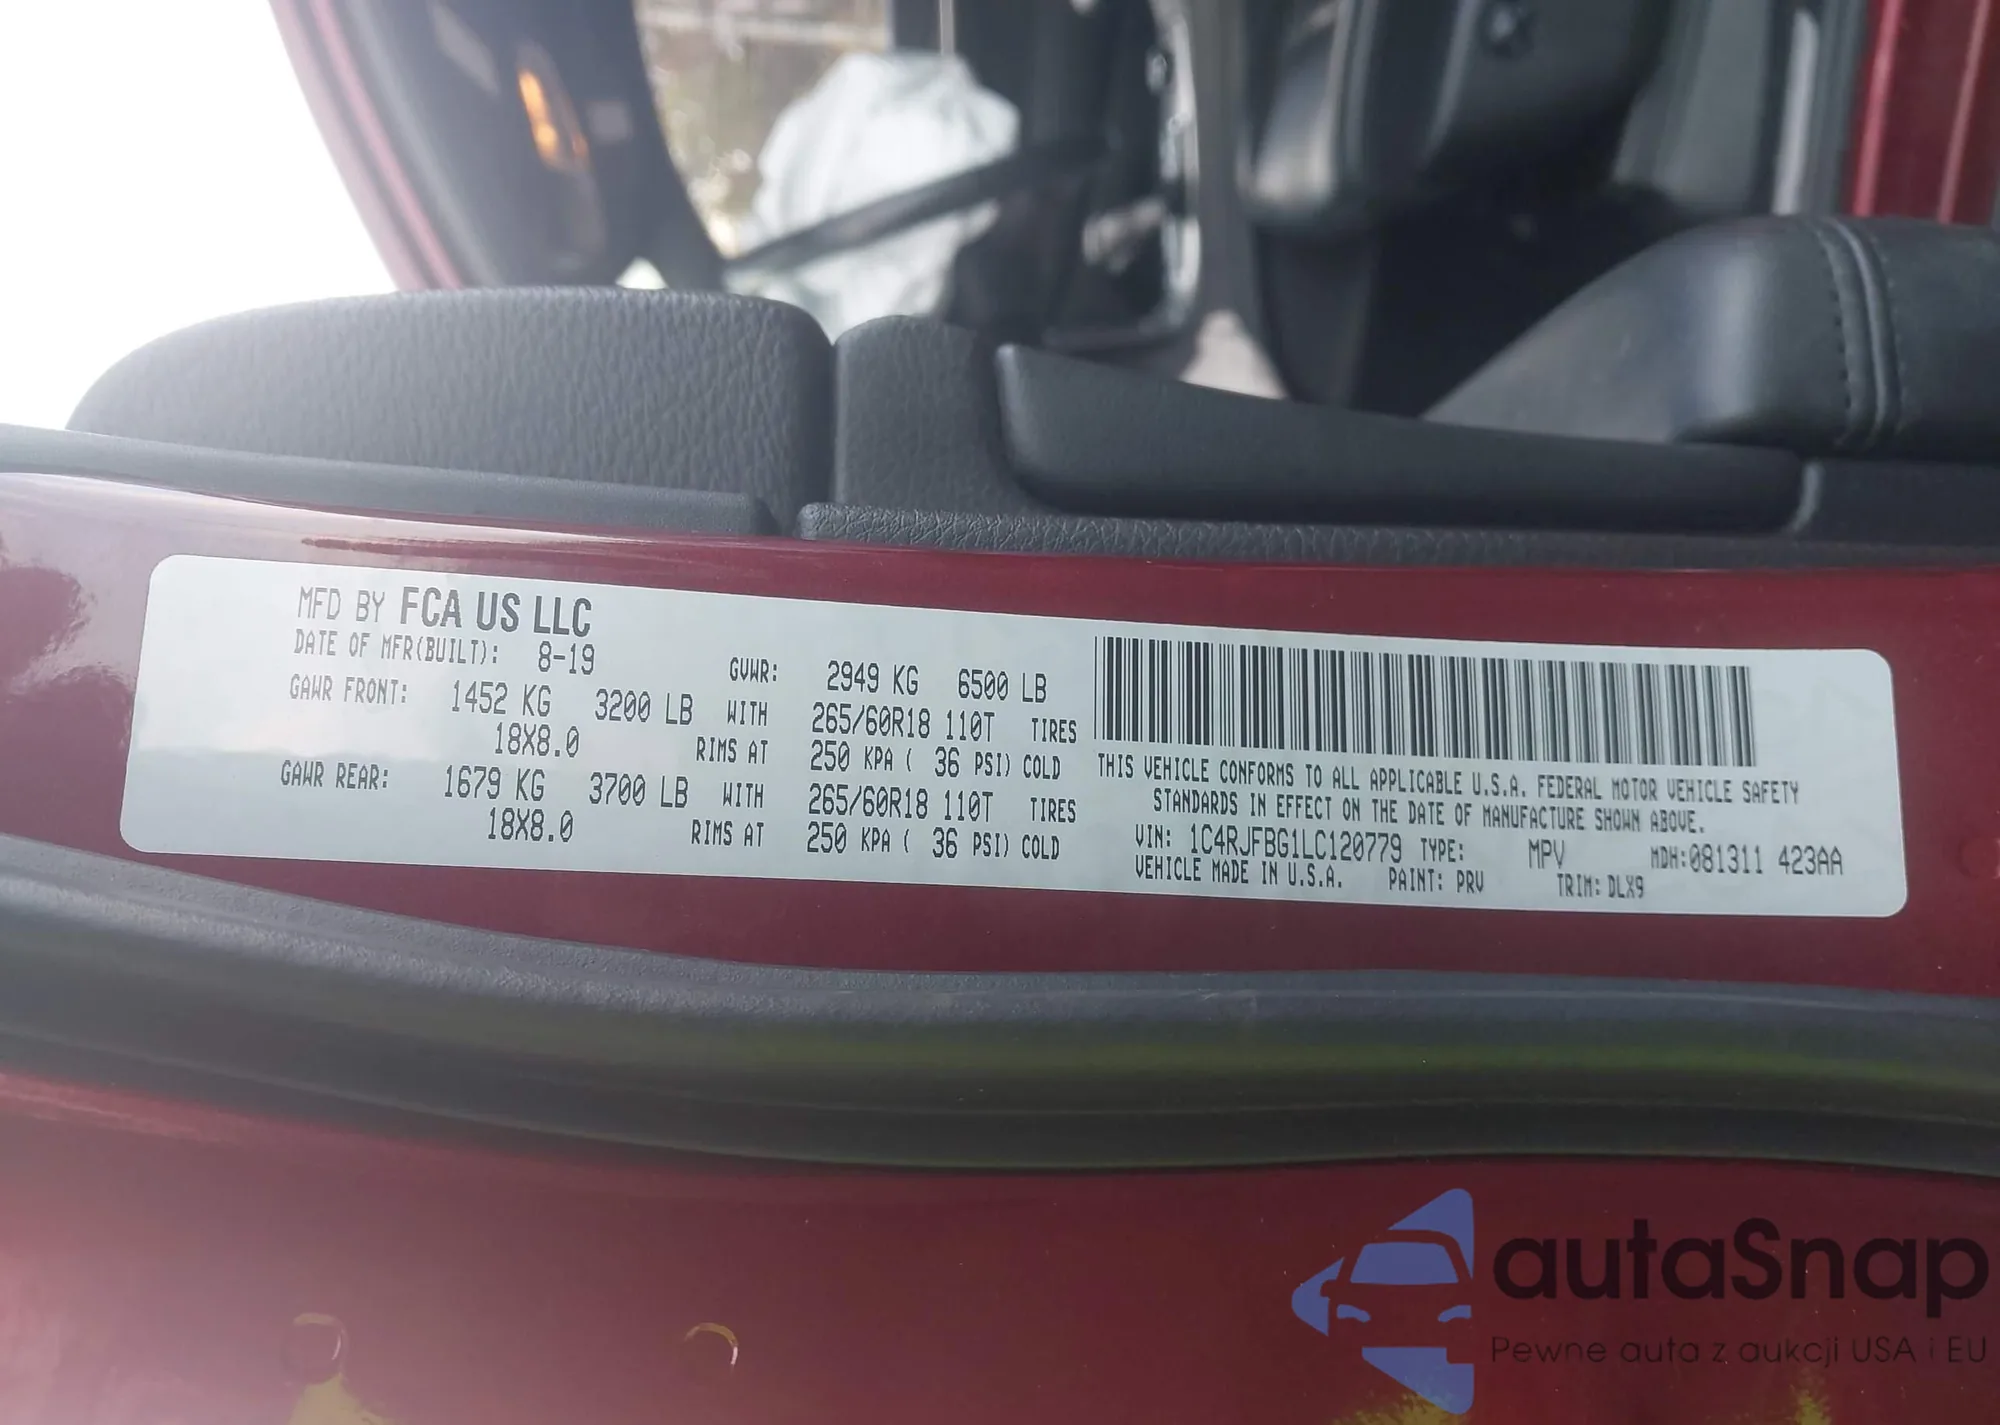 MFD BY FCA US LLC
DATE OF MFR(BUILT): 8-19 GVWR: 2949 KG 6500 LB
GAWR FRONT: 1452 KG 3200 LB WITH 265/60R18 110T TIRES
18X8.0 RIMS AT 250 KPA ( 36 PSI) COLD
GAWR REAR: 1679 KG 3700 LB WITH 265/60R18 110T TIRES
18X8.0 RIMS AT 250 KPA ( 36 PSI) COLD
THIS VEHICLE CONFORMS TO ALL APPLICABLE U.S.A. FEDERAL MOTOR VEHICLE SAFETY
STANDARDS IN EFFECT ON THE DATE OF MANUFACTURE SHOWN ABOVE.
VIN: 1C4RJFBG1LC120779 TYPE: MPV MDH:081311 423AA
VEHICLE MADE IN U.S.A. PAINT: PRV TRIM: DLX9
autoSnap
Pewne auta z aukcji USA i EU